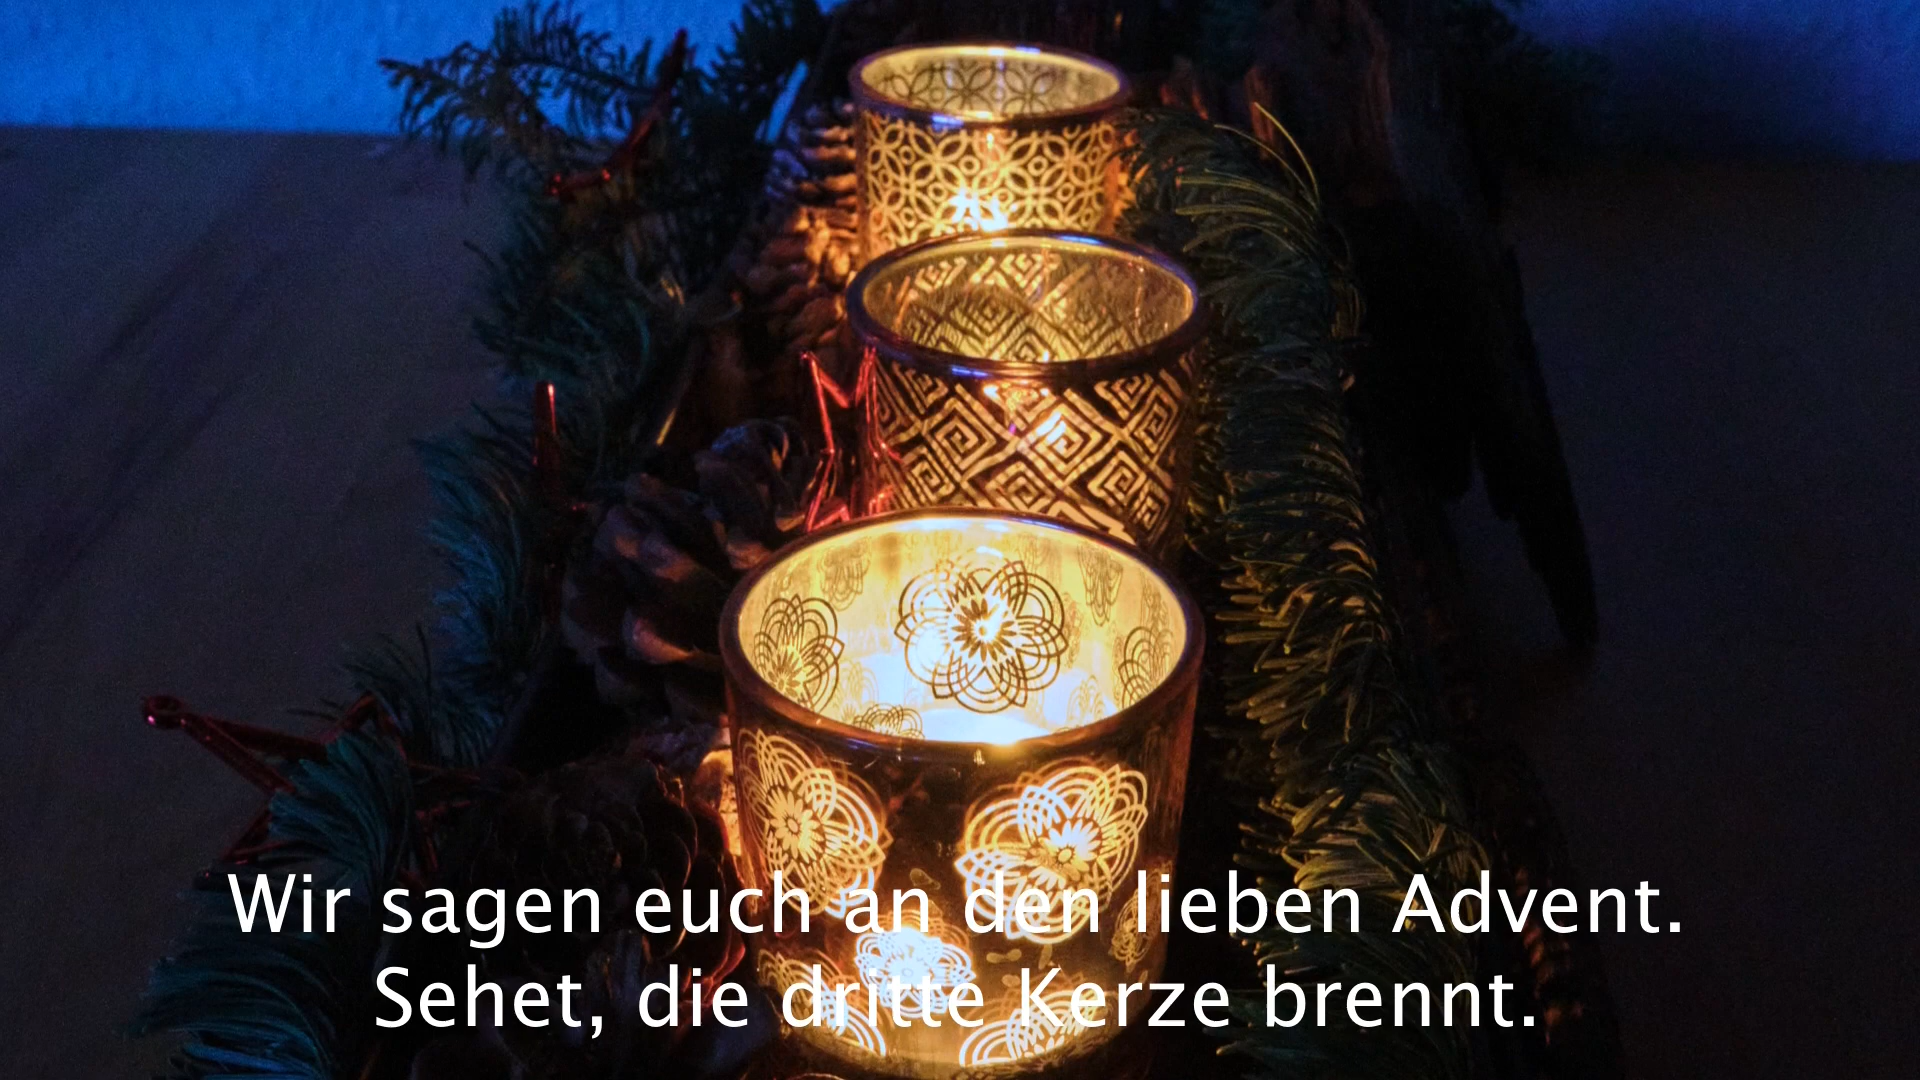 Wir sagen euch an den lieben Advent.
Sehet, die dritte Kerze brennt.